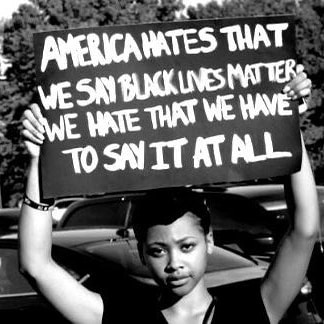 AMERICA HATES THAT
WE SAY BLACK LIVES MATTER
WE HATE THAT WE HAVE
TO SAY IT AT ALL